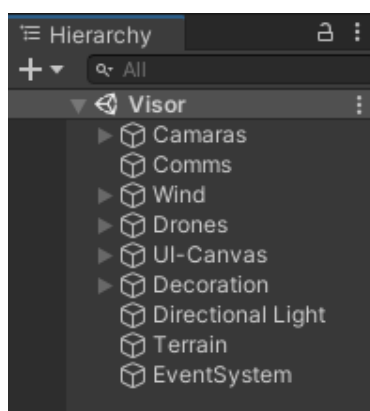 Hierarchy
All
Visor
Camaras
Comms
Wind
Drones
UI-Canvas
Decoration
Directional Light
Terrain
EventSystem